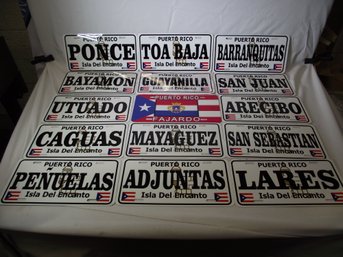 PUERTO RICO
PONCE
Isla Del Encanto
PUERTO RICO
TOA BAJA
Isla Del Encanto
PUERTO RICO
BARRANQUITAS
Isla Del Encanto
PUERTO RICO
BAYAMON
Isla Del Encanto
PUERTO RICO
GUAYANILLA
Isla Del Encanto
PUERTO RICO
SAN JUAN
Isla Del Encanto
PUERTO RICO
UTUADO
Isla Del Encanto
PUERTO RICO
FAJARDO
PUERTO RICO
ARECIBO
Isla Del Encanto
PUERTO RICO
CAGUAS
Isla Del Encanto
PUERTO RICO
MAYAGUEZ
Isla Del Encanto
PUERTO RICO
SAN SEBASTIAN
Isla Del Encanto
PUERTO RICO
PEÑUELAS
Isla Del Encanto
PUERTO RICO
ADJUNTAS
Isla Del Encanto
PUERTO RICO
LARES
Isla Del Encanto